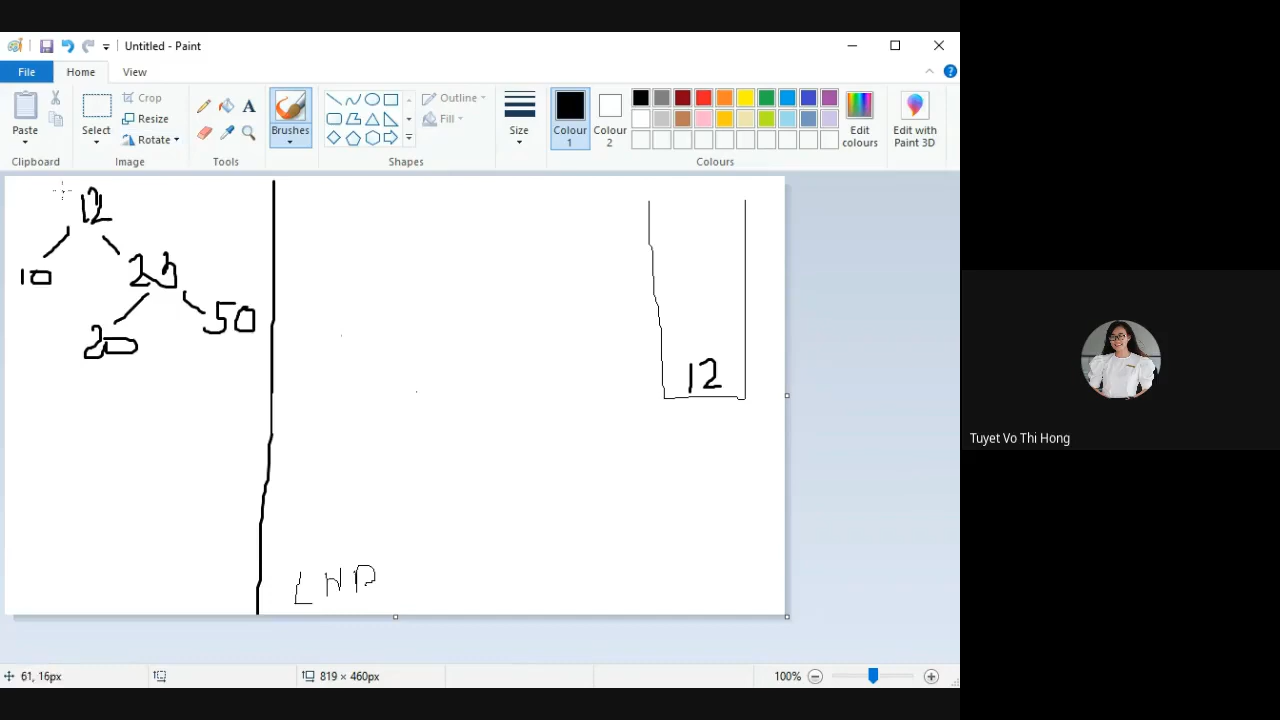 Untitled - Paint
File Home View
Paste
Select
Crop
Resize
Rotate
Brushes
Outline
Fill
Size
Colour 1
Colour 2
Edit colours
Edit with Paint 3D
Clipboard
Image
Tools
Shapes
Colours
12
10
50
20
12
61, 16px
819 × 460px
100%
Tuyet Vo Thi Hong